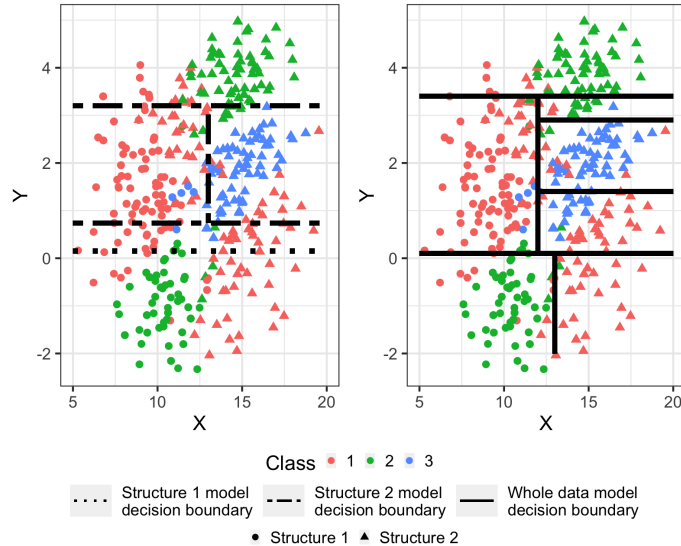 4
2
0
-2
Y
5
10
15
20
X
4
2
0
-2
Y
5
10
15
20
X
Class 1 2 3
Structure 1 model decision boundary
Structure 2 model decision boundary
Whole data model decision boundary
Structure 1 Structure 2